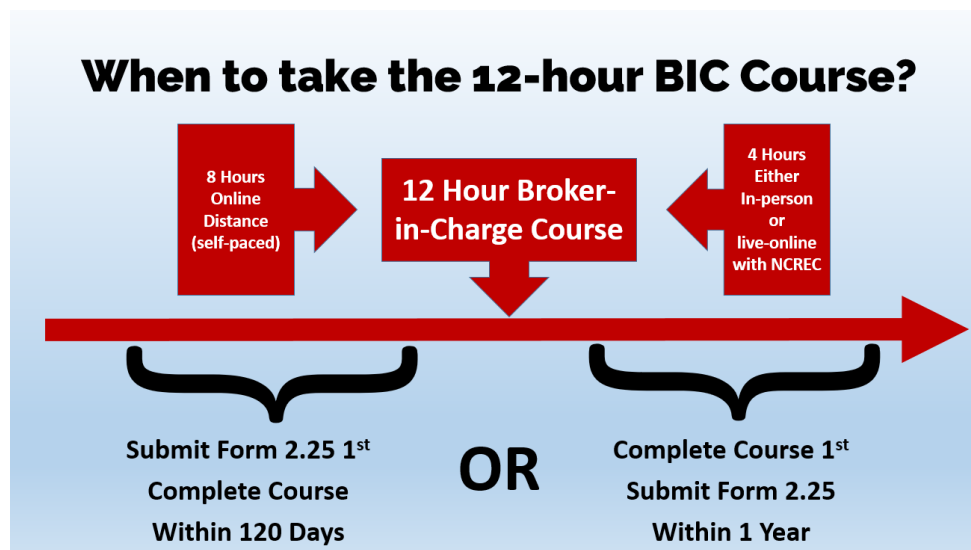 When to take the 12-hour BIC Course?
8 Hours
Online
Distance
(self-paced)
12 Hour Broker-
in-Charge Course
4 Hours
Either
In-person
or
live-online
with NCREC
Submit Form 2.25 1st
Complete Course
Within 120 Days
OR
Complete Course 1st
Submit Form 2.25
Within 1 Year